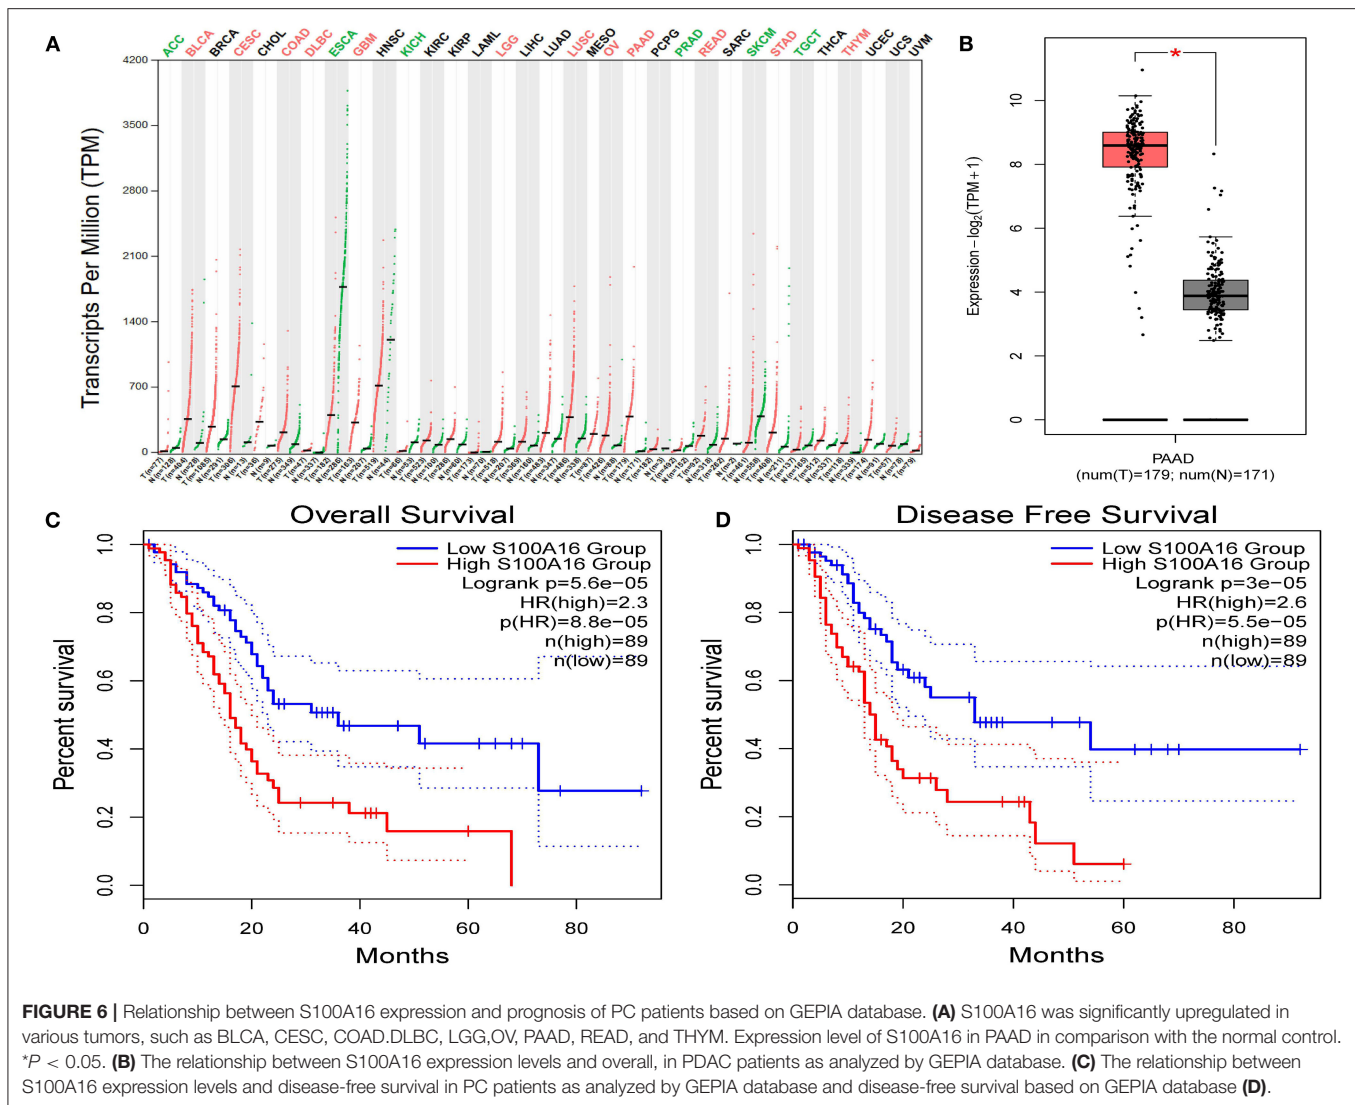 A
ACC BLCA BRCA CESC CHOL COAD DLBC ESCA GBM HNSC KICH KIRC KIRP LAML LGG LIHC LUAD LUSC MESO OV PAAD PCPG PRAD READ SARC SKCM STAD TGCT THCA THYM UCEC UCS UVM
Transcripts Per Million (TPM)
4200
3500
2800
2100
1400
700
0
B
*
Expression – log2(TPM + 1)
10
8
6
4
2
0
PAAD
(num(T)=179; num(N)=171)
C
Overall Survival
Low S100A16 Group
High S100A16 Group
Logrank p=5.6e−05
HR(high)=2.3
p(HR)=8.8e−05
n(high)=89
n(low)=89
Percent survival
1.0
0.8
0.6
0.4
0.2
0.0
0 20 40 60 80
Months
D
Disease Free Survival
Low S100A16 Group
High S100A16 Group
Logrank p=3e−05
HR(high)=2.6
p(HR)=5.5e−05
n(high)=89
n(low)=89
Percent survival
1.0
0.8
0.6
0.4
0.2
0.0
0 20 40 60 80
Months
FIGURE 6 | Relationship between S100A16 expression and prognosis of PC patients based on GEPIA database. (A) S100A16 was significantly upregulated in
various tumors, such as BLCA, CESC, COAD.DLBC, LGG,OV, PAAD, READ, and THYM. Expression level of S100A16 in PAAD in comparison with the normal control.
*P < 0.05. (B) The relationship between S100A16 expression levels and overall, in PDAC patients as analyzed by GEPIA database. (C) The relationship between
S100A16 expression levels and disease-free survival in PC patients as analyzed by GEPIA database and disease-free survival based on GEPIA database (D).